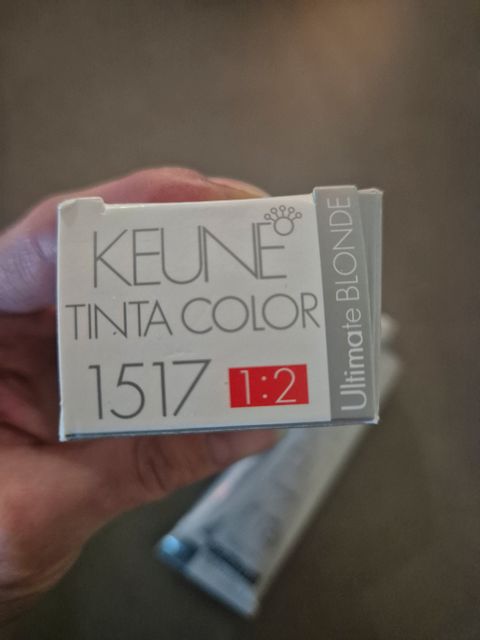 KEUNE
TINTA COLOR
1517 1:2
Ultimate BLONDE